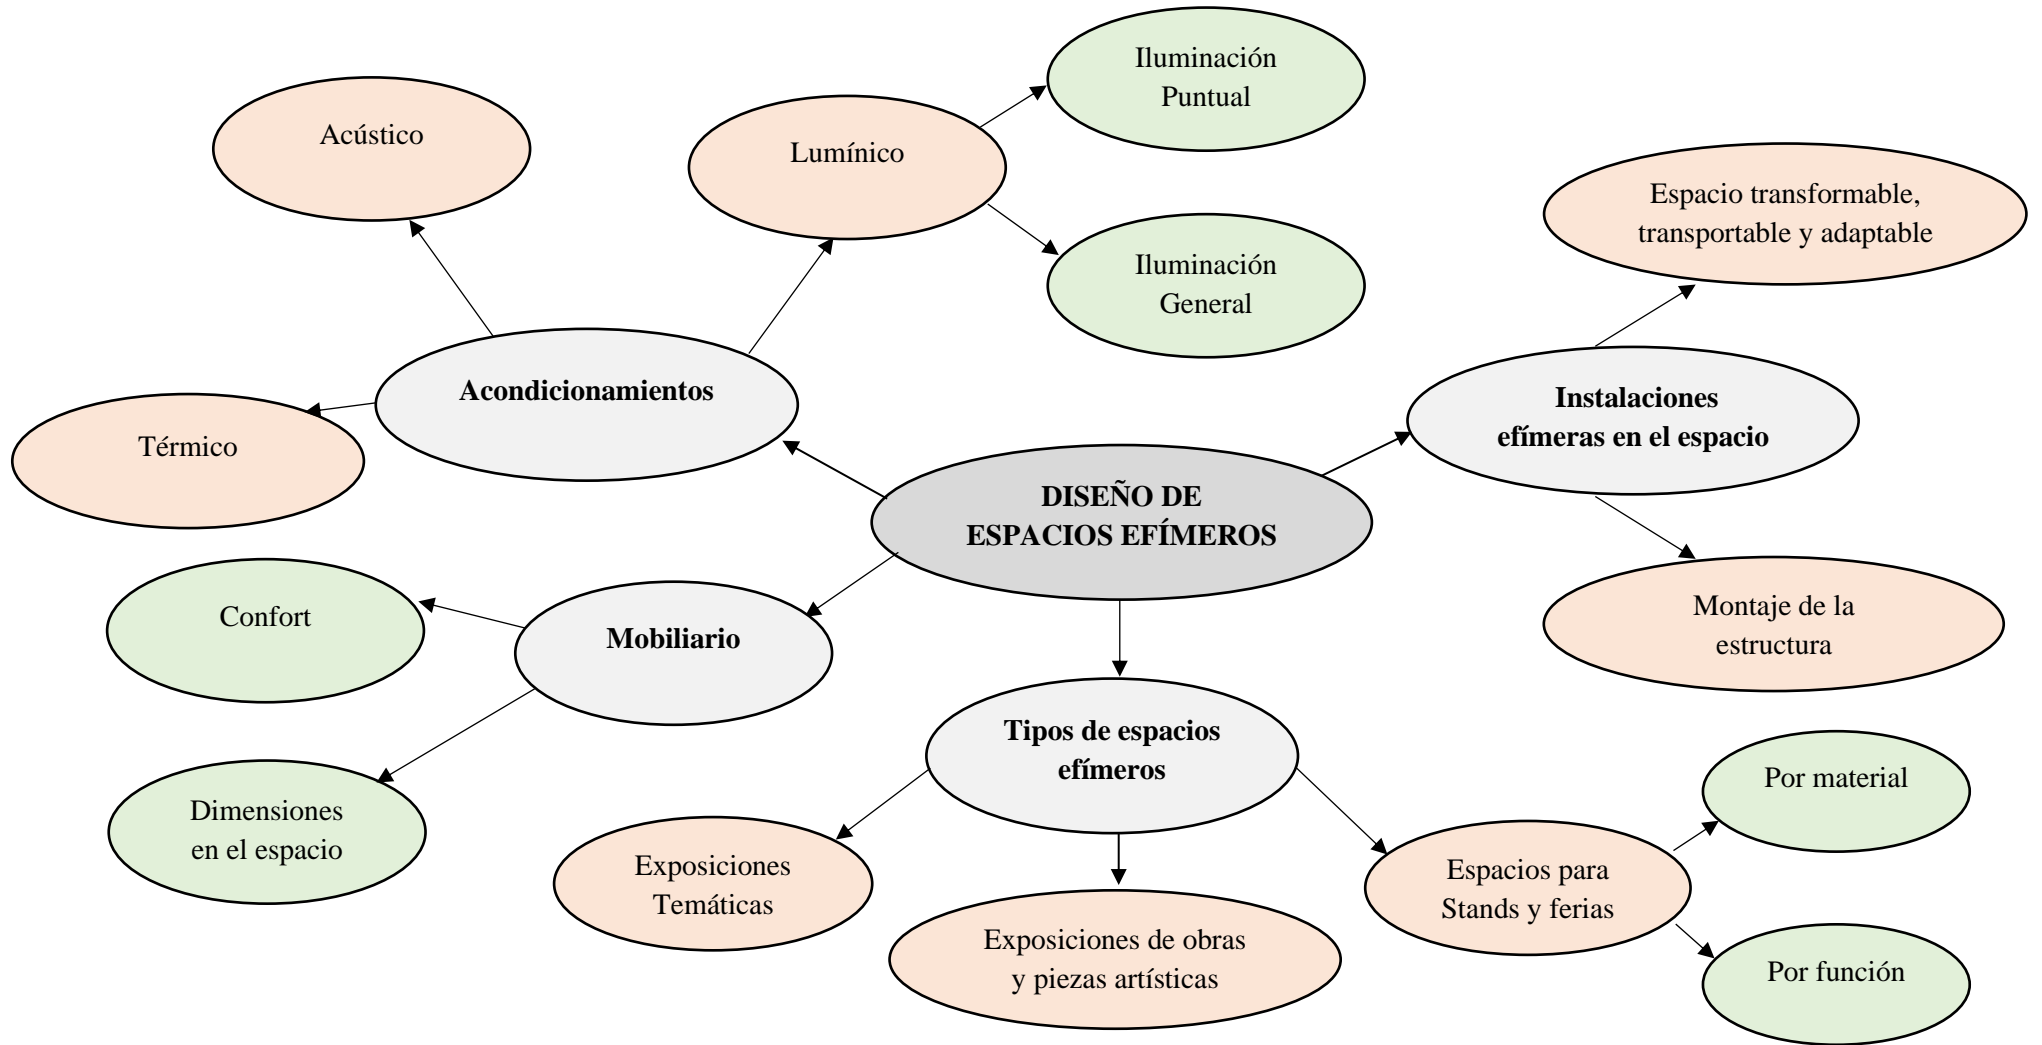 Iluminación
Puntual
Acústico
Lumínico
Espacio transformable,
transportable y adaptable
Iluminación
General
Acondicionamientos
Instalaciones
efímeras en el espacio
Térmico
DISEÑO DE
ESPACIOS EFÍMEROS
Confort
Mobiliario
Montaje de la
estructura
Tipos de espacios
efímeros
Por material
Dimensiones
en el espacio
Exposiciones
Temáticas
Espacios para
Stands y ferias
Exposiciones de obras
y piezas artísticas
Por función